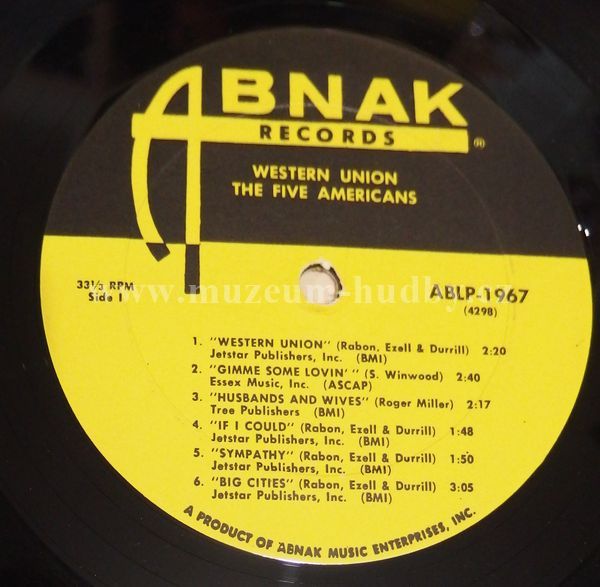 ABNAK
RECORDS
®
WESTERN UNION
THE FIVE AMERICANS
33⅓ RPM
Side 1
ABLP-1967
(4298)
www.muzeum-hudby.cz
1. "WESTERN UNION" (Rabon, Ezell & Durrill) 2:20
Jetstar Publishers, Inc. (BMI)
2. "GIMME SOME LOVIN'" (S. Winwood) 2:40
Essex Music, Inc. (ASCAP)
3. "HUSBANDS AND WIVES" (Roger Miller) 2:17
Tree Publishers (BMI)
4. "IF I COULD" (Rabon, Ezell & Durrill) 1:48
Jetstar Publishers, Inc. (BMI)
5. "SYMPATHY" (Rabon, Ezell & Durrill) 1:50
Jetstar Publishers, Inc. (BMI)
6. "BIG CITIES" (Rabon, Ezell & Durrill) 3:05
Jetstar Publishers, Inc. (BMI)
A PRODUCT OF ABNAK MUSIC ENTERPRISES, INC.